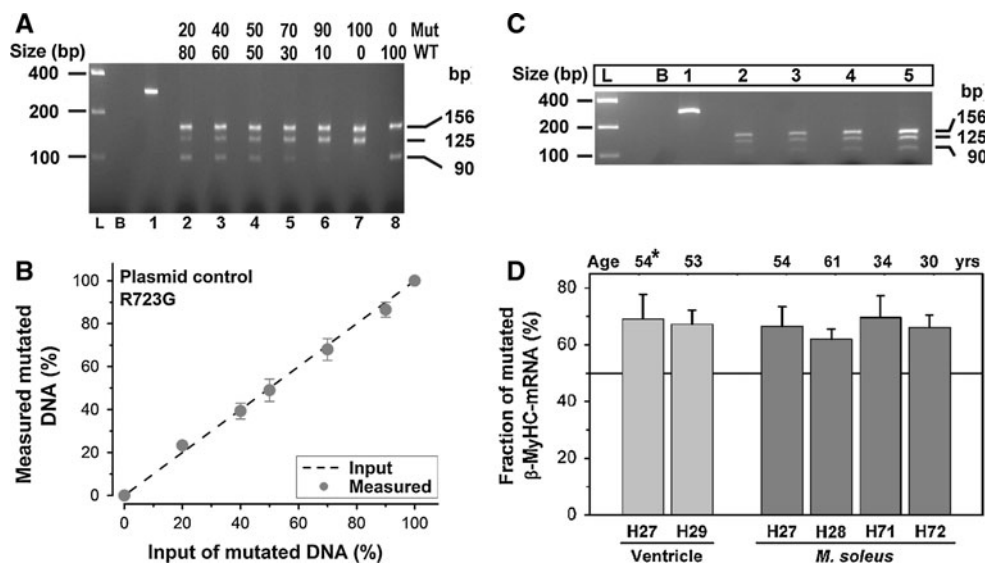 A
20 40 50 70 90 100 0 Mut
Size (bp) 80 60 50 30 10 0 100 WT
bp
400
200
100
156
125
90
L B 1 2 3 4 5 6 7 8
B
Plasmid control
R723G
Measured mutated
DNA (%)
100
80
60
40
20
0
Input
Measured
0 20 40 60 80 100
Input of mutated DNA (%)
C
Size (bp) L B 1 2 3 4 5
bp
400
200
100
156
125
90
D
Age 54* 53 54 61 34 30 yrs
Fraction of mutated
β-MyHC-mRNA (%)
80
60
40
20
0
H27 H29 H27 H28 H71 H72
Ventricle M. soleus